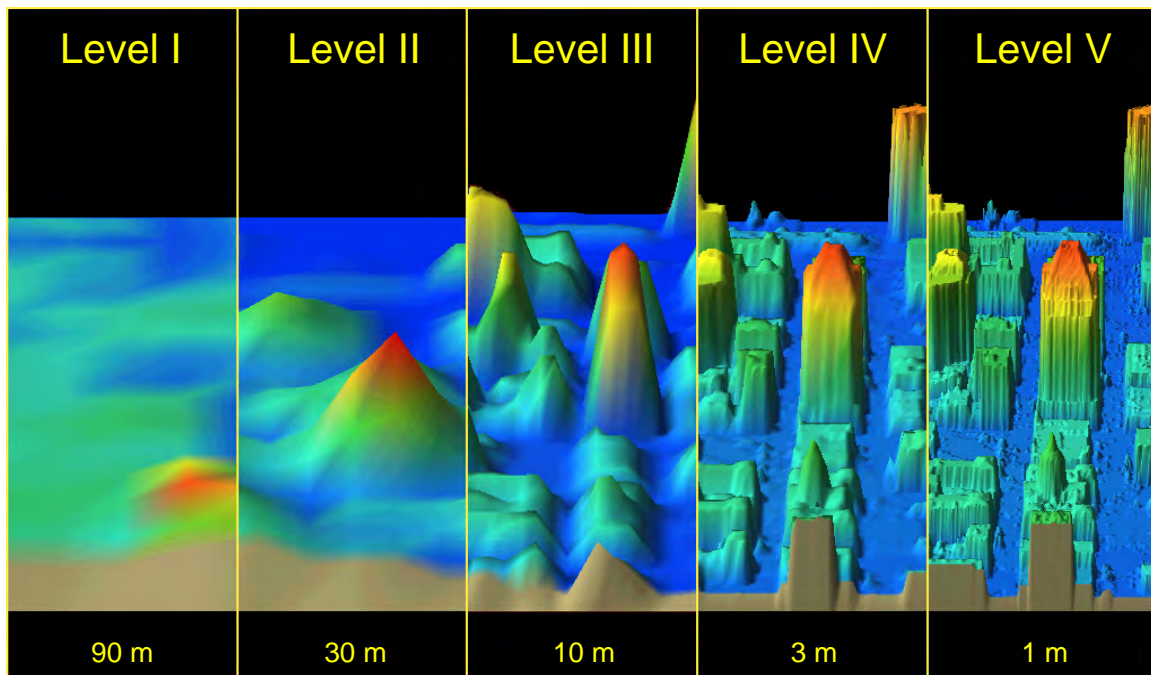 Level I
Level II
Level III
Level IV
Level V
90 m
30 m
10 m
3 m
1 m